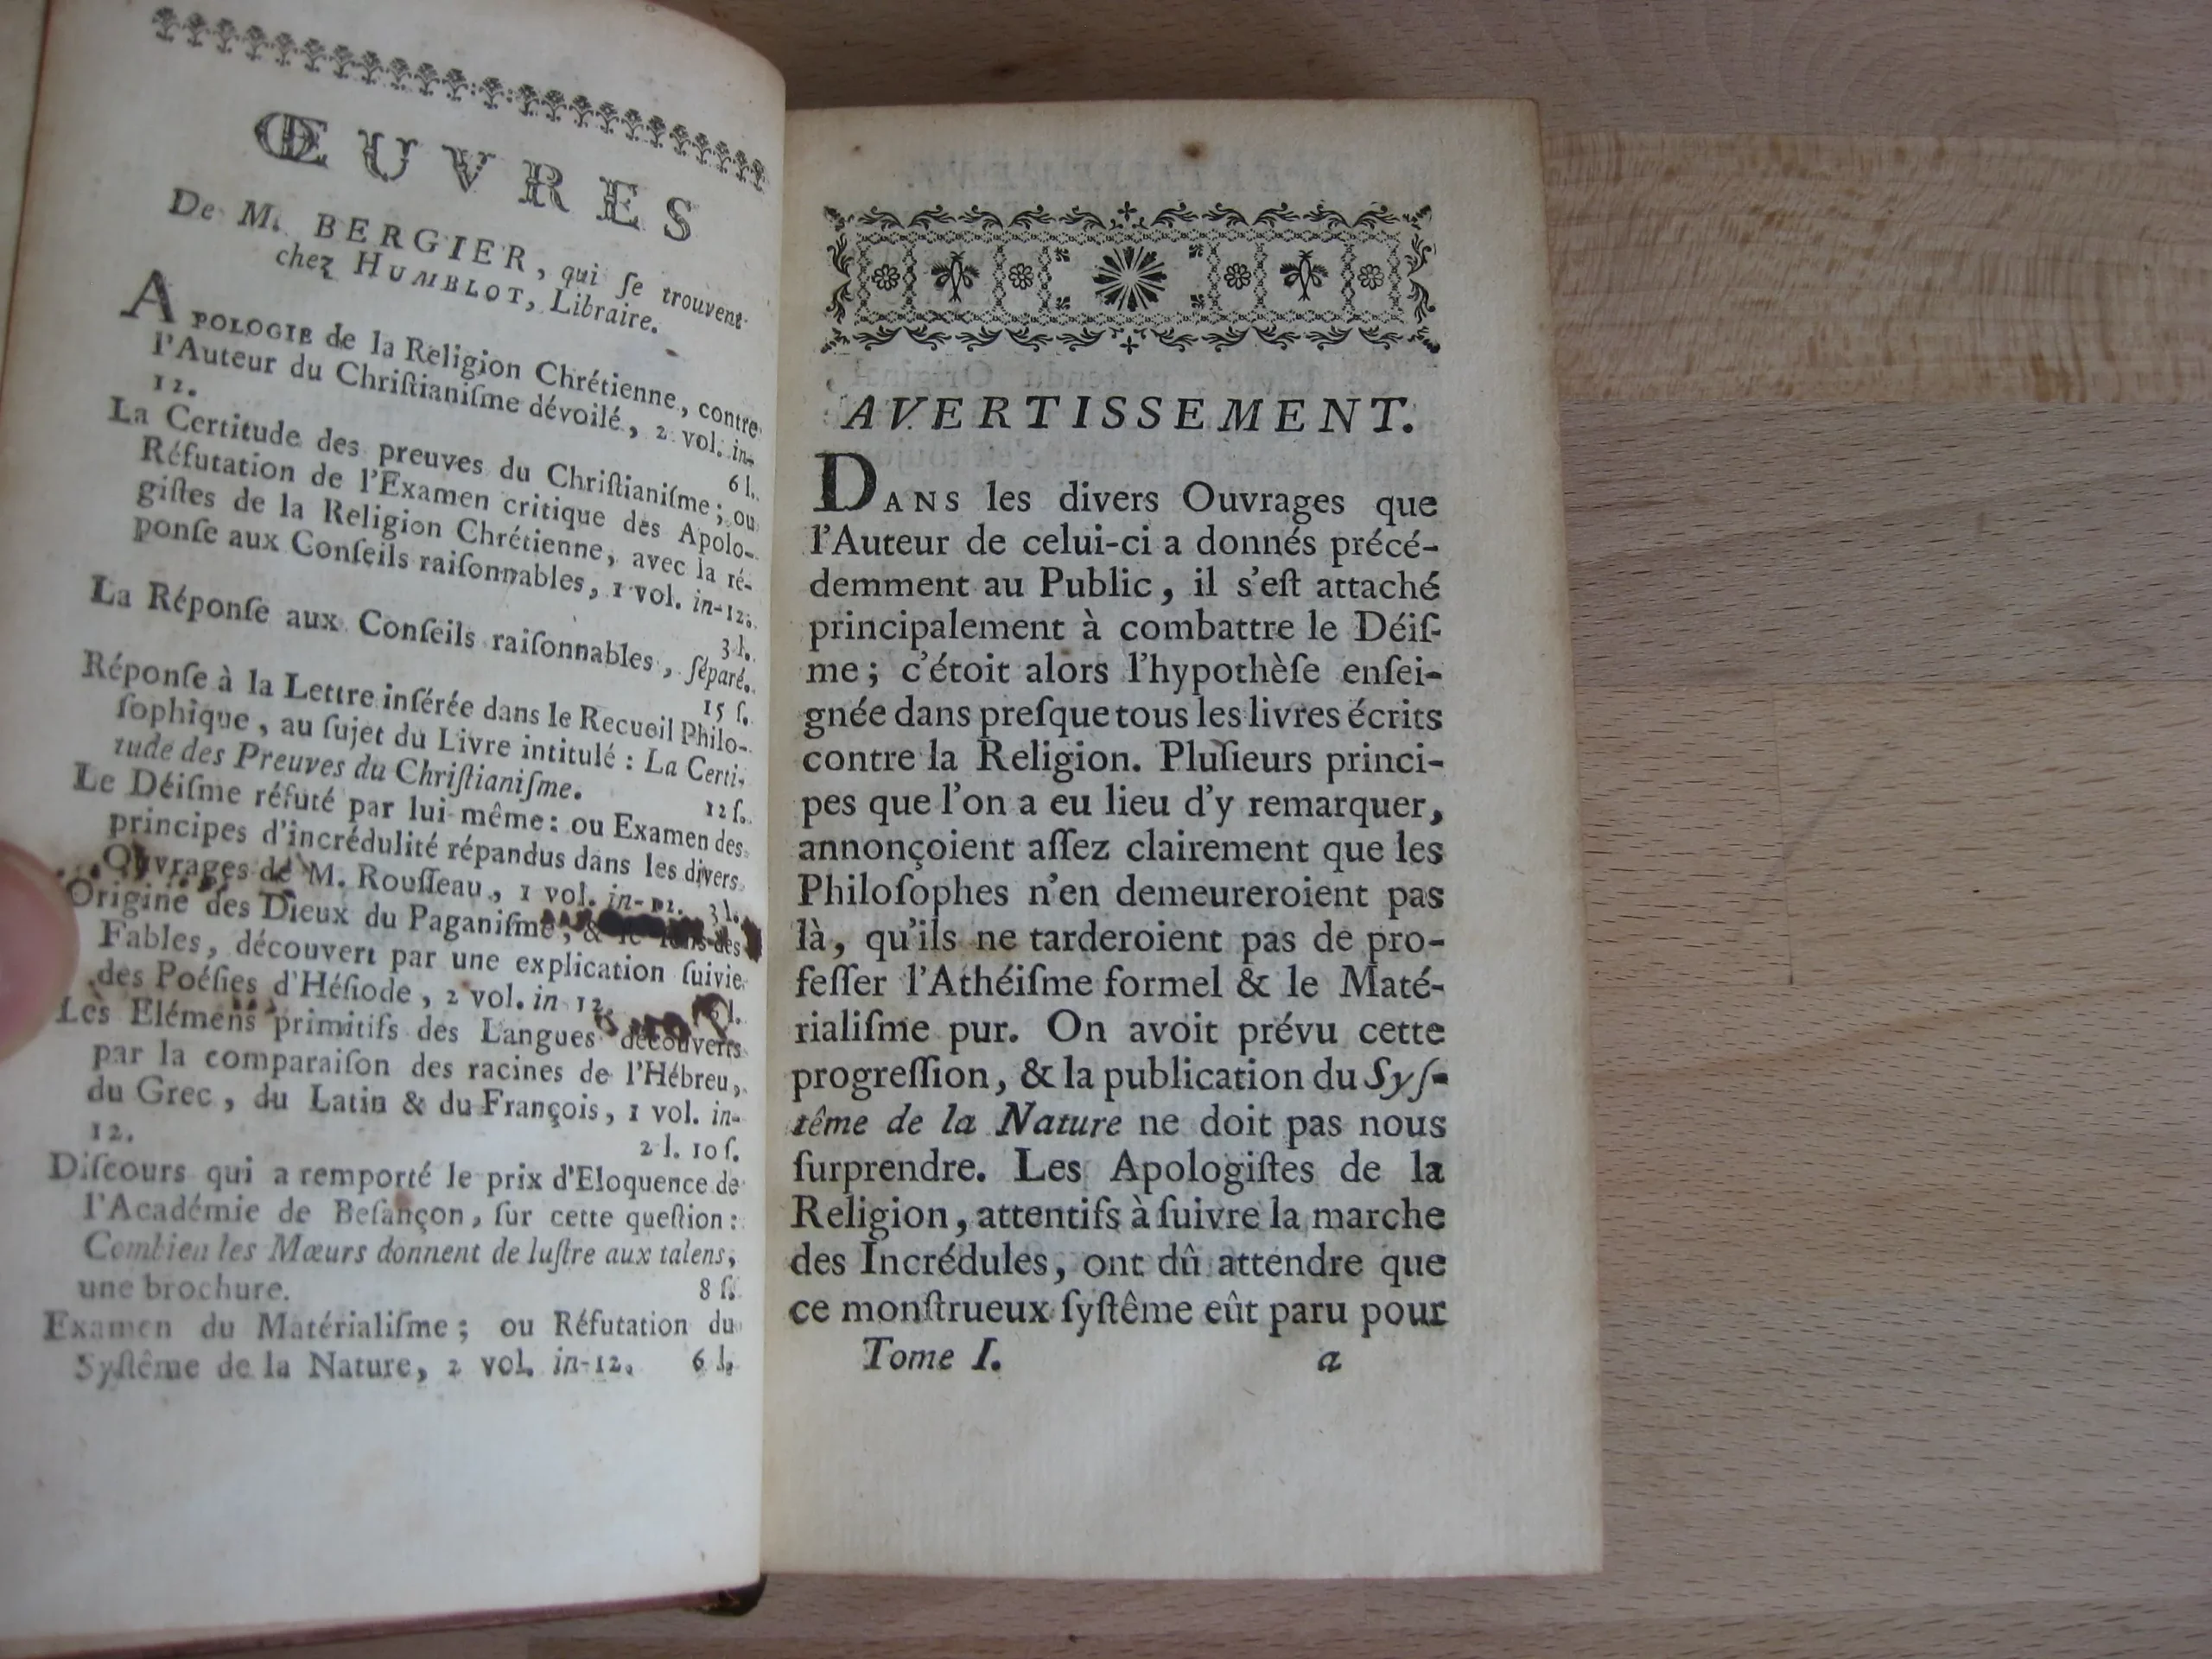 ŒUVRES
De M. BERGIER, qui ſe trouvent
chez HUMBLOT, Libraire.
APOLOGIE de la Religion Chrétienne, contre
l'Auteur du Chriſtianiſme dévoilé, 2 vol. in-
12. 6 l.
La Certitude des preuves du Chriſtianiſme; ou
Réfutation de l'Examen critique des Apolo-
giſtes de la Religion Chrétienne, avec la ré-
ponſe aux Conſeils raiſonnables, 1 vol. in-12.
3 l.
La Réponſe aux Conſeils raiſonnables, ſéparé.
15 ſ.
Réponſe à la Lettre inſérée dans le Recueil Philo-
ſophique, au ſujet du Livre intitulé : La Certi-
tude des Preuves du Chriſtianiſme. 12 ſ.
Le Déiſme réfuté par lui-même : ou Examen des
principes d'incrédulité répandus dans les divers
Ouvrages de M. Rouſſeau, 1 vol. in-12. 3 l.
Origine des Dieux du Paganiſme, & le ſens des
Fables, découvert par une explication ſuivie
des Poéſies d'Héſiode, 2 vol. in 12. 6 l.
Les Elémens primitifs des Langues découverts
par la comparaiſon des racines de l'Hébreu,
du Grec, du Latin & du François, 1 vol. in-
12. 2 l. 10 ſ.
Diſcours qui a remporté le prix d'Eloquence de
l'Académie de Beſançon, ſur cette queſtion :
Combien les Mœurs donnent de luſtre aux talens,
une brochure. 8 ſ.
Examen du Matérialiſme ; ou Réfutation du
Syſtême de la Nature, 2 vol. in-12. 6 l.
AVERTISSEMENT.
DANS les divers Ouvrages que
l'Auteur de celui-ci a donnés précé-
demment au Public, il s'eſt attaché
principalement à combattre le Déiſ-
me ; c'étoit alors l'hypothèſe enſei-
gnée dans preſque tous les livres écrits
contre la Religion. Pluſieurs princi-
pes que l'on a eu lieu d'y remarquer,
annonçoient aſſez clairement que les
Philoſophes n'en demeureroient pas
là, qu'ils ne tarderoient pas de pro-
feſſer l'Athéiſme formel & le Maté-
rialiſme pur. On avoit prévu cette
progreſſion, & la publication du Syſ-
tême de la Nature ne doit pas nous
ſurprendre. Les Apologiſtes de la
Religion, attentifs à ſuivre la marche
des Incrédules, ont dû attendre que
ce monſtrueux ſyſtême eût paru pour
Tome I. a